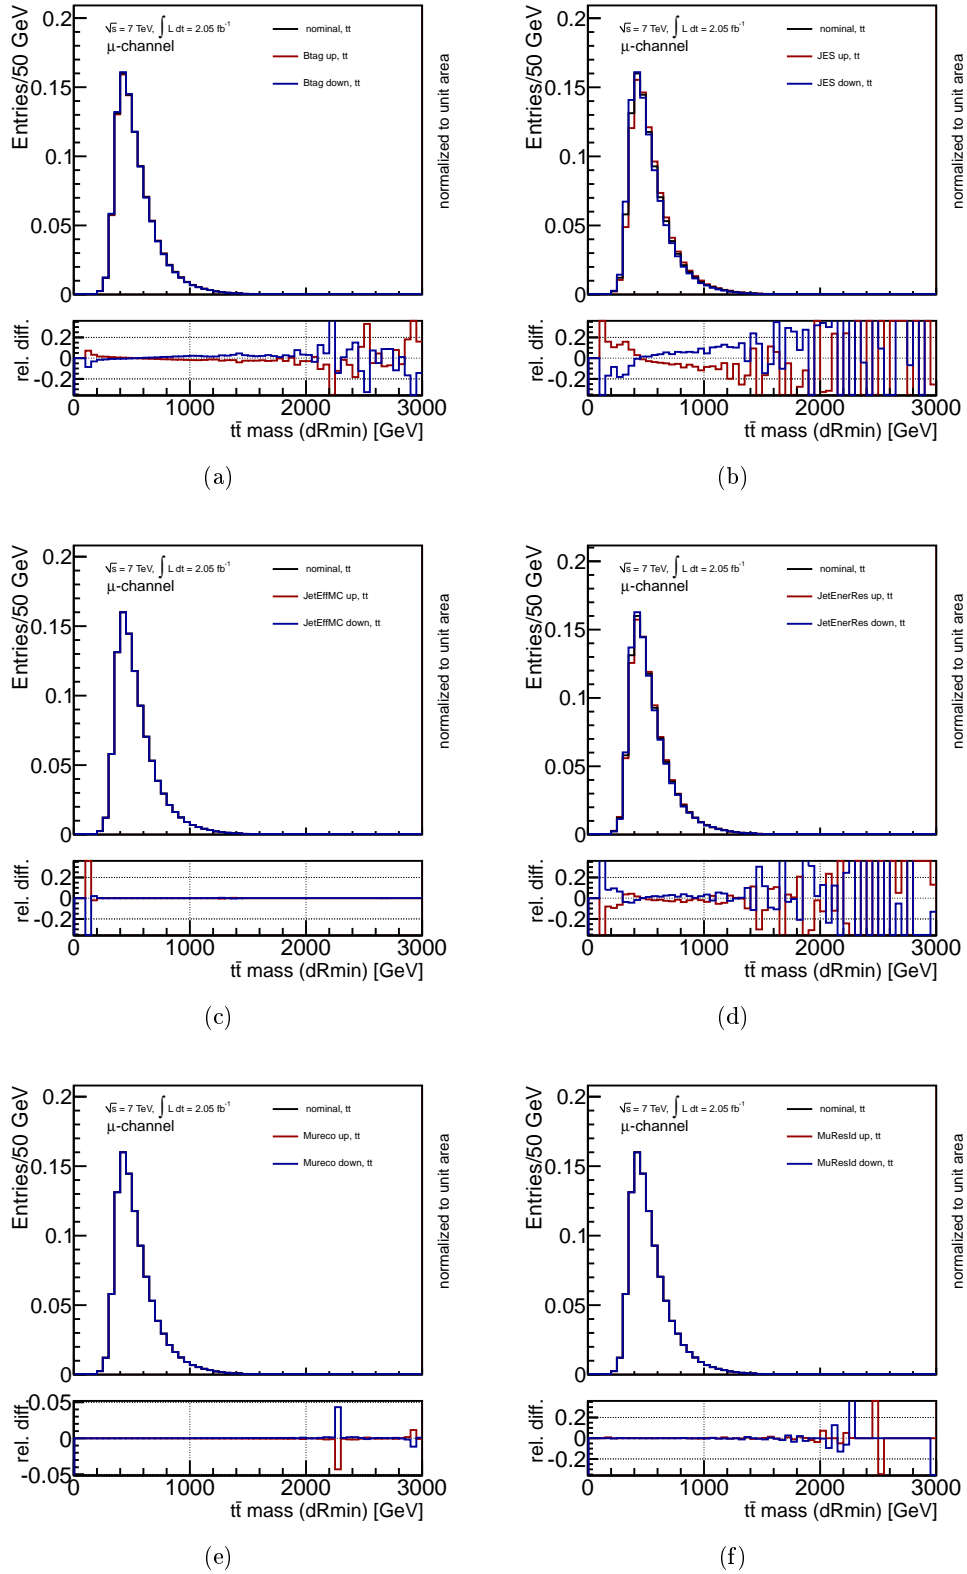 0.2
0.15
0.1
0.05
0
Entries/50 GeV
√s = 7 TeV, ∫ L dt = 2.05 fb⁻¹
μ-channel
nominal, tt
Btag up, tt
Btag down, tt
normalized to unit area
rel. diff.
0.2
0
-0.2
0 1000 2000 3000
tt̄ mass (dRmin) [GeV]
(a)
0.2
0.15
0.1
0.05
0
Entries/50 GeV
√s = 7 TeV, ∫ L dt = 2.05 fb⁻¹
μ-channel
nominal, tt
JES up, tt
JES down, tt
normalized to unit area
rel. diff.
0.2
0
-0.2
0 1000 2000 3000
tt̄ mass (dRmin) [GeV]
(b)
0.2
0.15
0.1
0.05
0
Entries/50 GeV
√s = 7 TeV, ∫ L dt = 2.05 fb⁻¹
μ-channel
nominal, tt
JetEffMC up, tt
JetEffMC down, tt
normalized to unit area
rel. diff.
0.2
0
-0.2
0 1000 2000 3000
tt̄ mass (dRmin) [GeV]
(c)
0.2
0.15
0.1
0.05
0
Entries/50 GeV
√s = 7 TeV, ∫ L dt = 2.05 fb⁻¹
μ-channel
nominal, tt
JetEnerRes up, tt
JetEnerRes down, tt
normalized to unit area
rel. diff.
0.2
0
-0.2
0 1000 2000 3000
tt̄ mass (dRmin) [GeV]
(d)
0.2
0.15
0.1
0.05
0
Entries/50 GeV
√s = 7 TeV, ∫ L dt = 2.05 fb⁻¹
μ-channel
nominal, tt
Mureco up, tt
Mureco down, tt
normalized to unit area
rel. diff.
0.05
0
-0.05
0 1000 2000 3000
tt̄ mass (dRmin) [GeV]
(e)
0.2
0.15
0.1
0.05
0
Entries/50 GeV
√s = 7 TeV, ∫ L dt = 2.05 fb⁻¹
μ-channel
nominal, tt
MuResId up, tt
MuResId down, tt
normalized to unit area
rel. diff.
0.2
0
-0.2
0 1000 2000 3000
tt̄ mass (dRmin) [GeV]
(f)